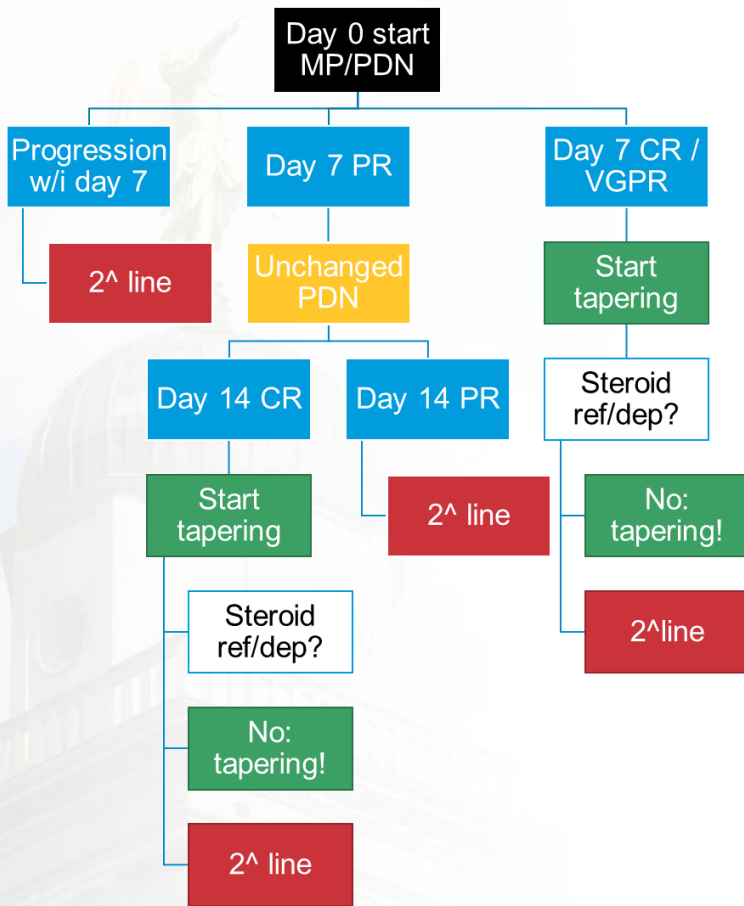 Day 0 start
MP/PDN
Progression
w/i day 7
Day 7 PR
Day 7 CR /
VGPR
2^ line
Unchanged
PDN
Start
tapering
Day 14 CR
Day 14 PR
Steroid
ref/dep?
Start
tapering
2^ line
No:
tapering!
Steroid
ref/dep?
2^line
No:
tapering!
2^ line